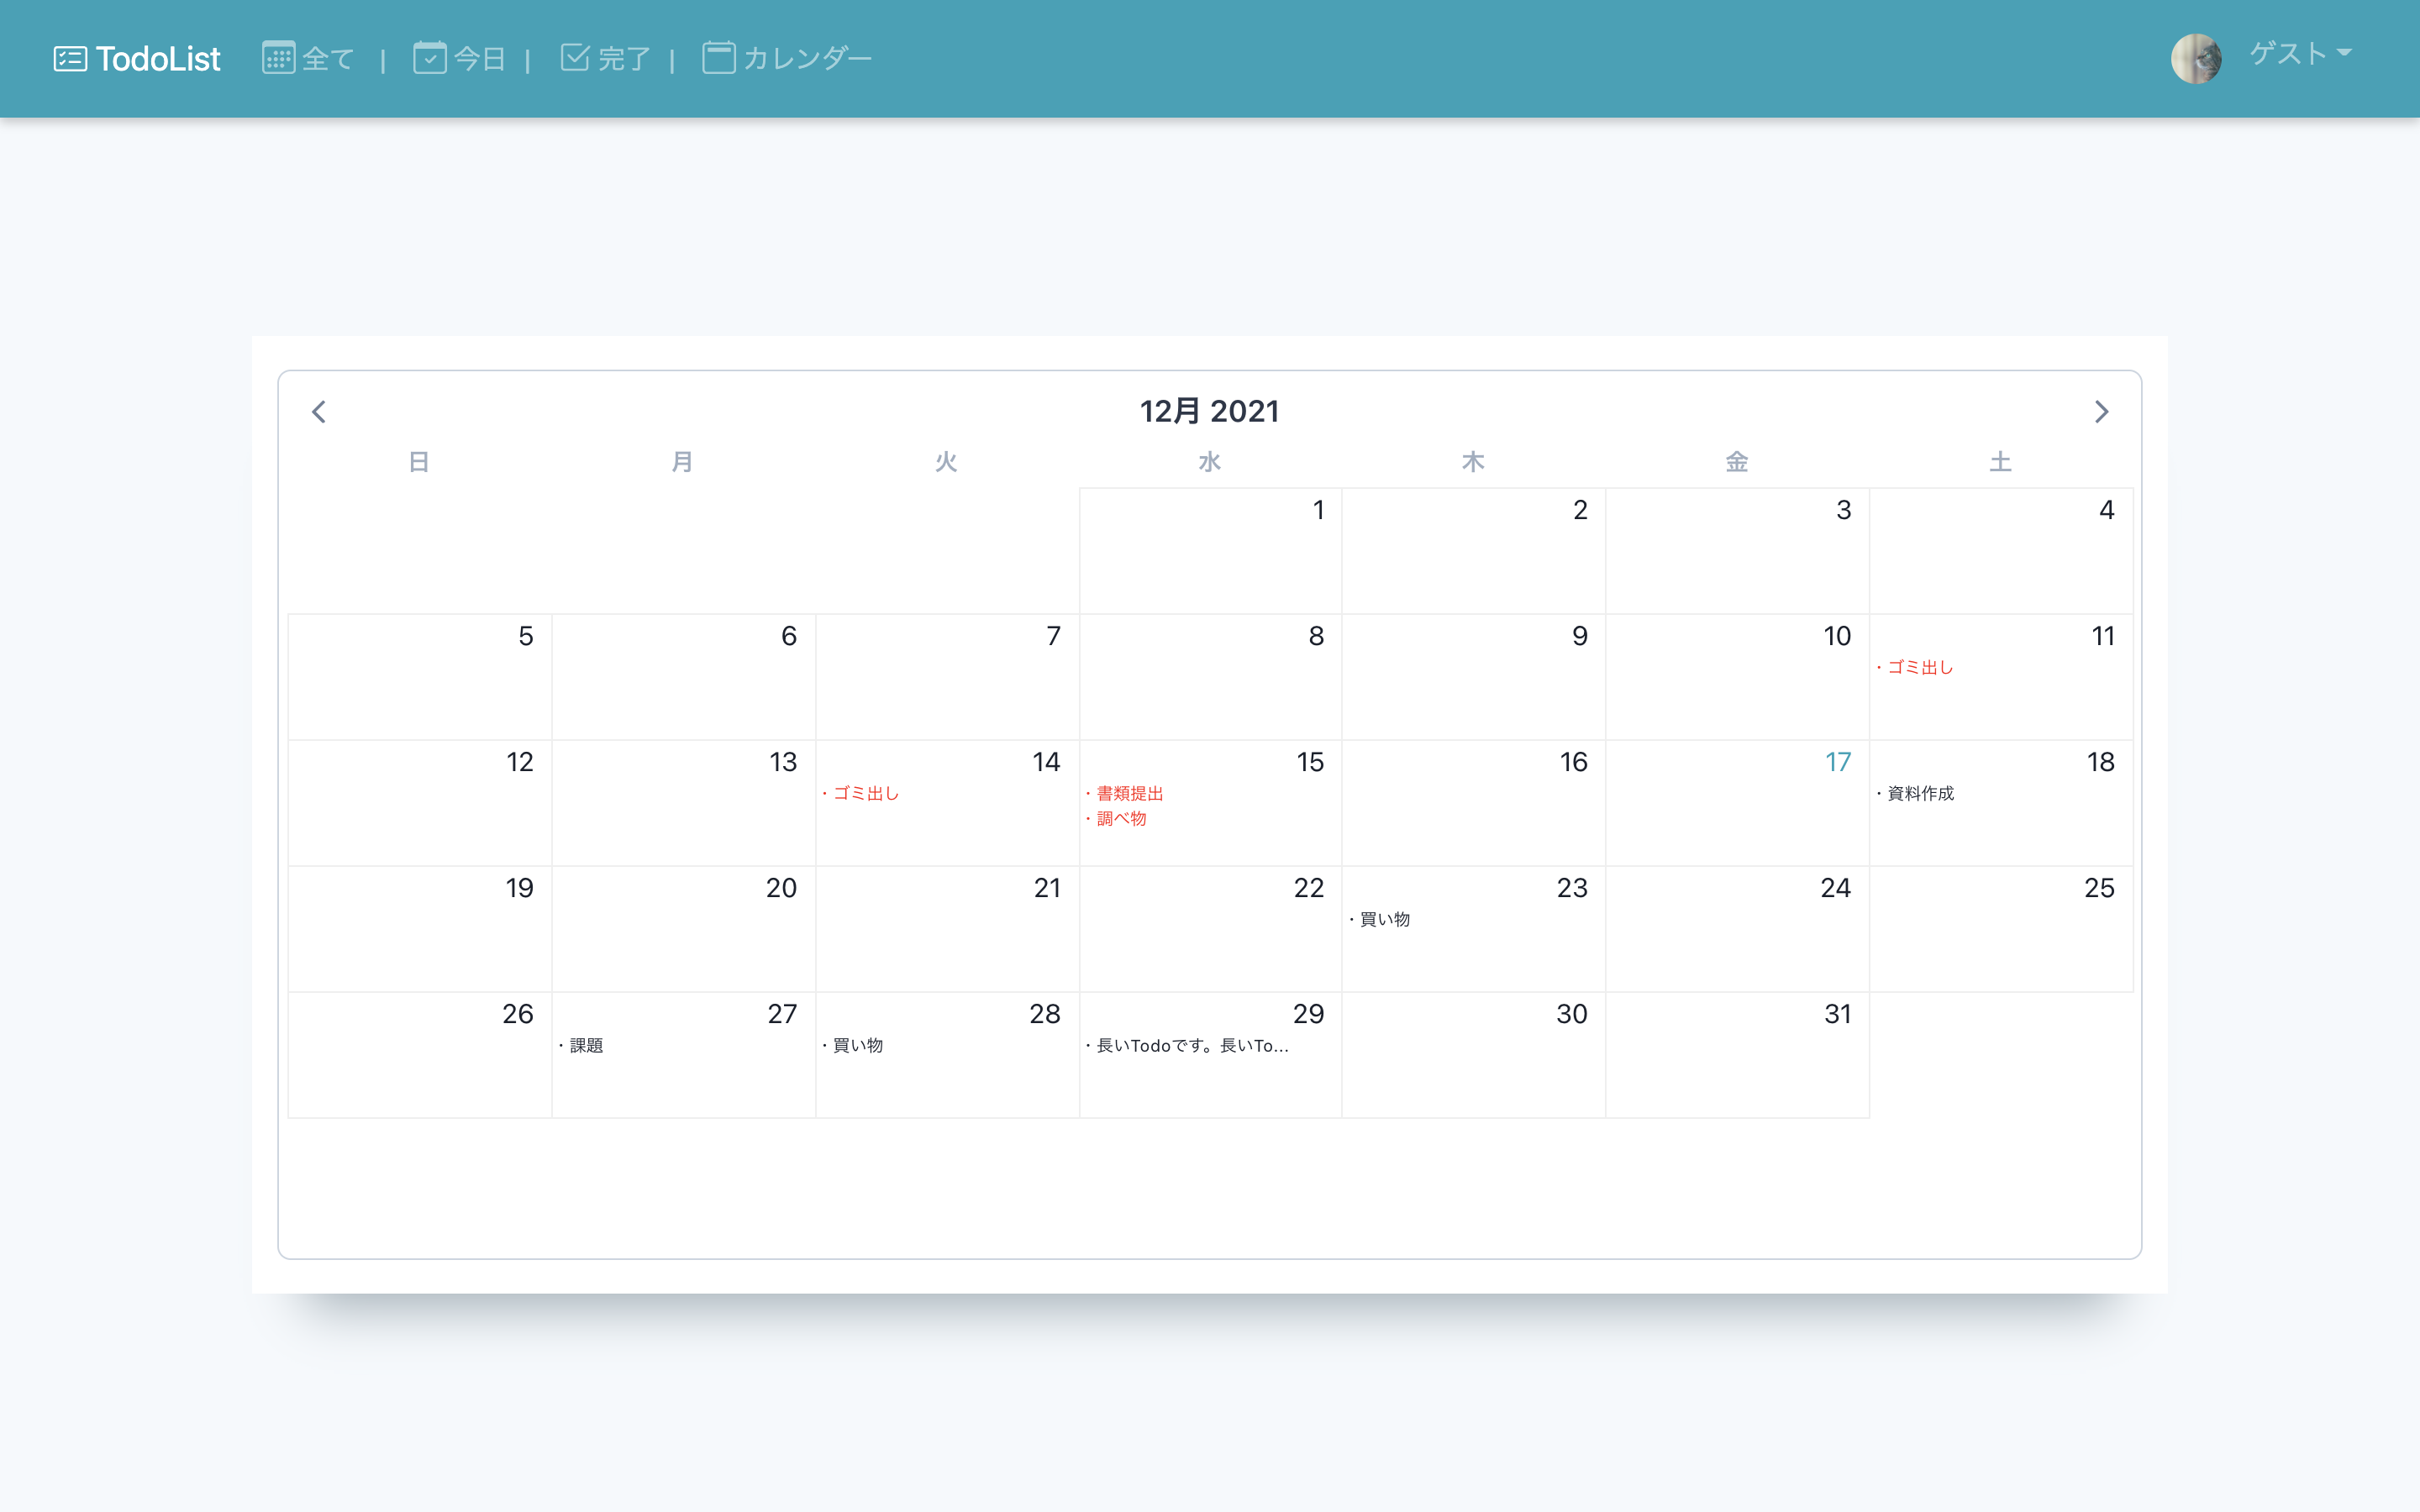 TodoList 全て | 今日 | 完了 | カレンダー ゲスト
12月 2021
日 月 火 水 木 金 土
1 2 3 4
5 6 7 8 9 10 11
・ゴミ出し
12 13 14 15 16 17 18
・ゴミ出し ・書類提出 ・資料作成
・調べ物
19 20 21 22 23 24 25
・買い物
26 27 28 29 30 31
・課題 ・買い物 ・長いTodoです。長いTo...